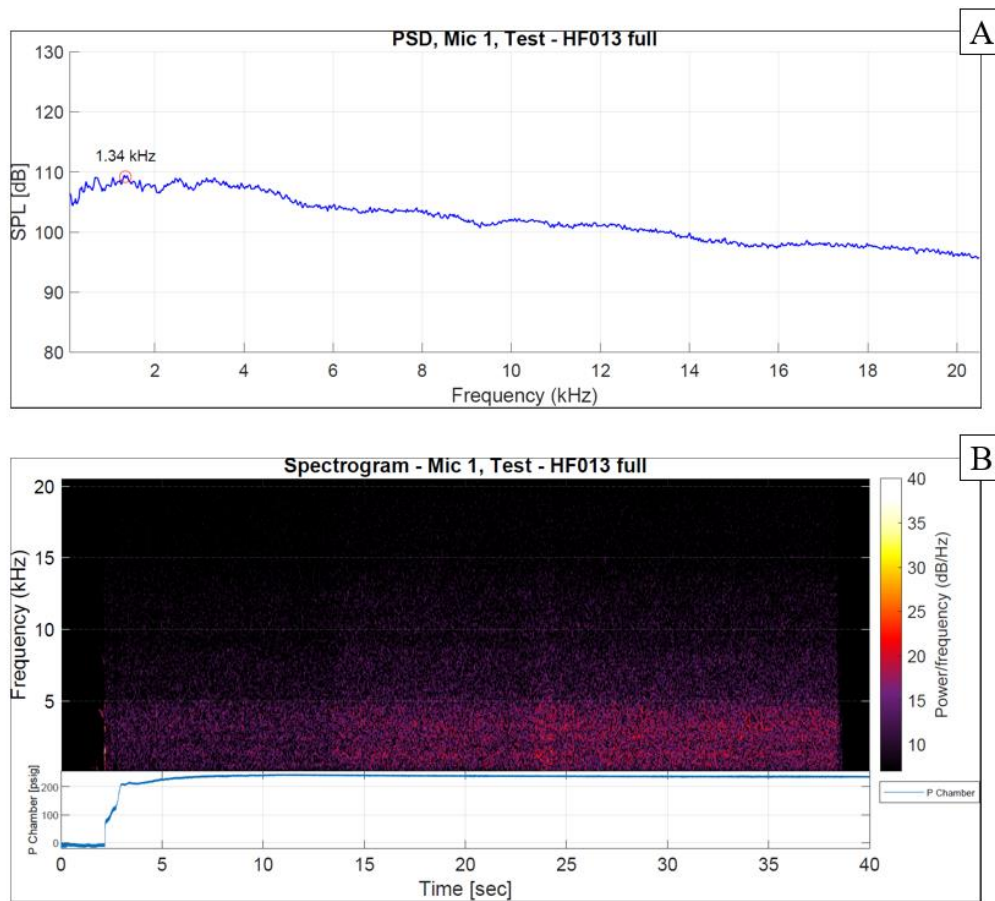 A
PSD, Mic 1, Test - HF013 full
130
120
110
100
90
80
SPL [dB]
1.34 kHz
2 4 6 8 10 12 14 16 18 20
Frequency (kHz)
B
Spectrogram - Mic 1, Test - HF013 full
20
15
10
5
Frequency (kHz)
40
35
30
25
20
15
10
Power/frequency (dB/Hz)
200
100
0
P Chamber [psig]
P Chamber
0 5 10 15 20 25 30 35 40
Time [sec]